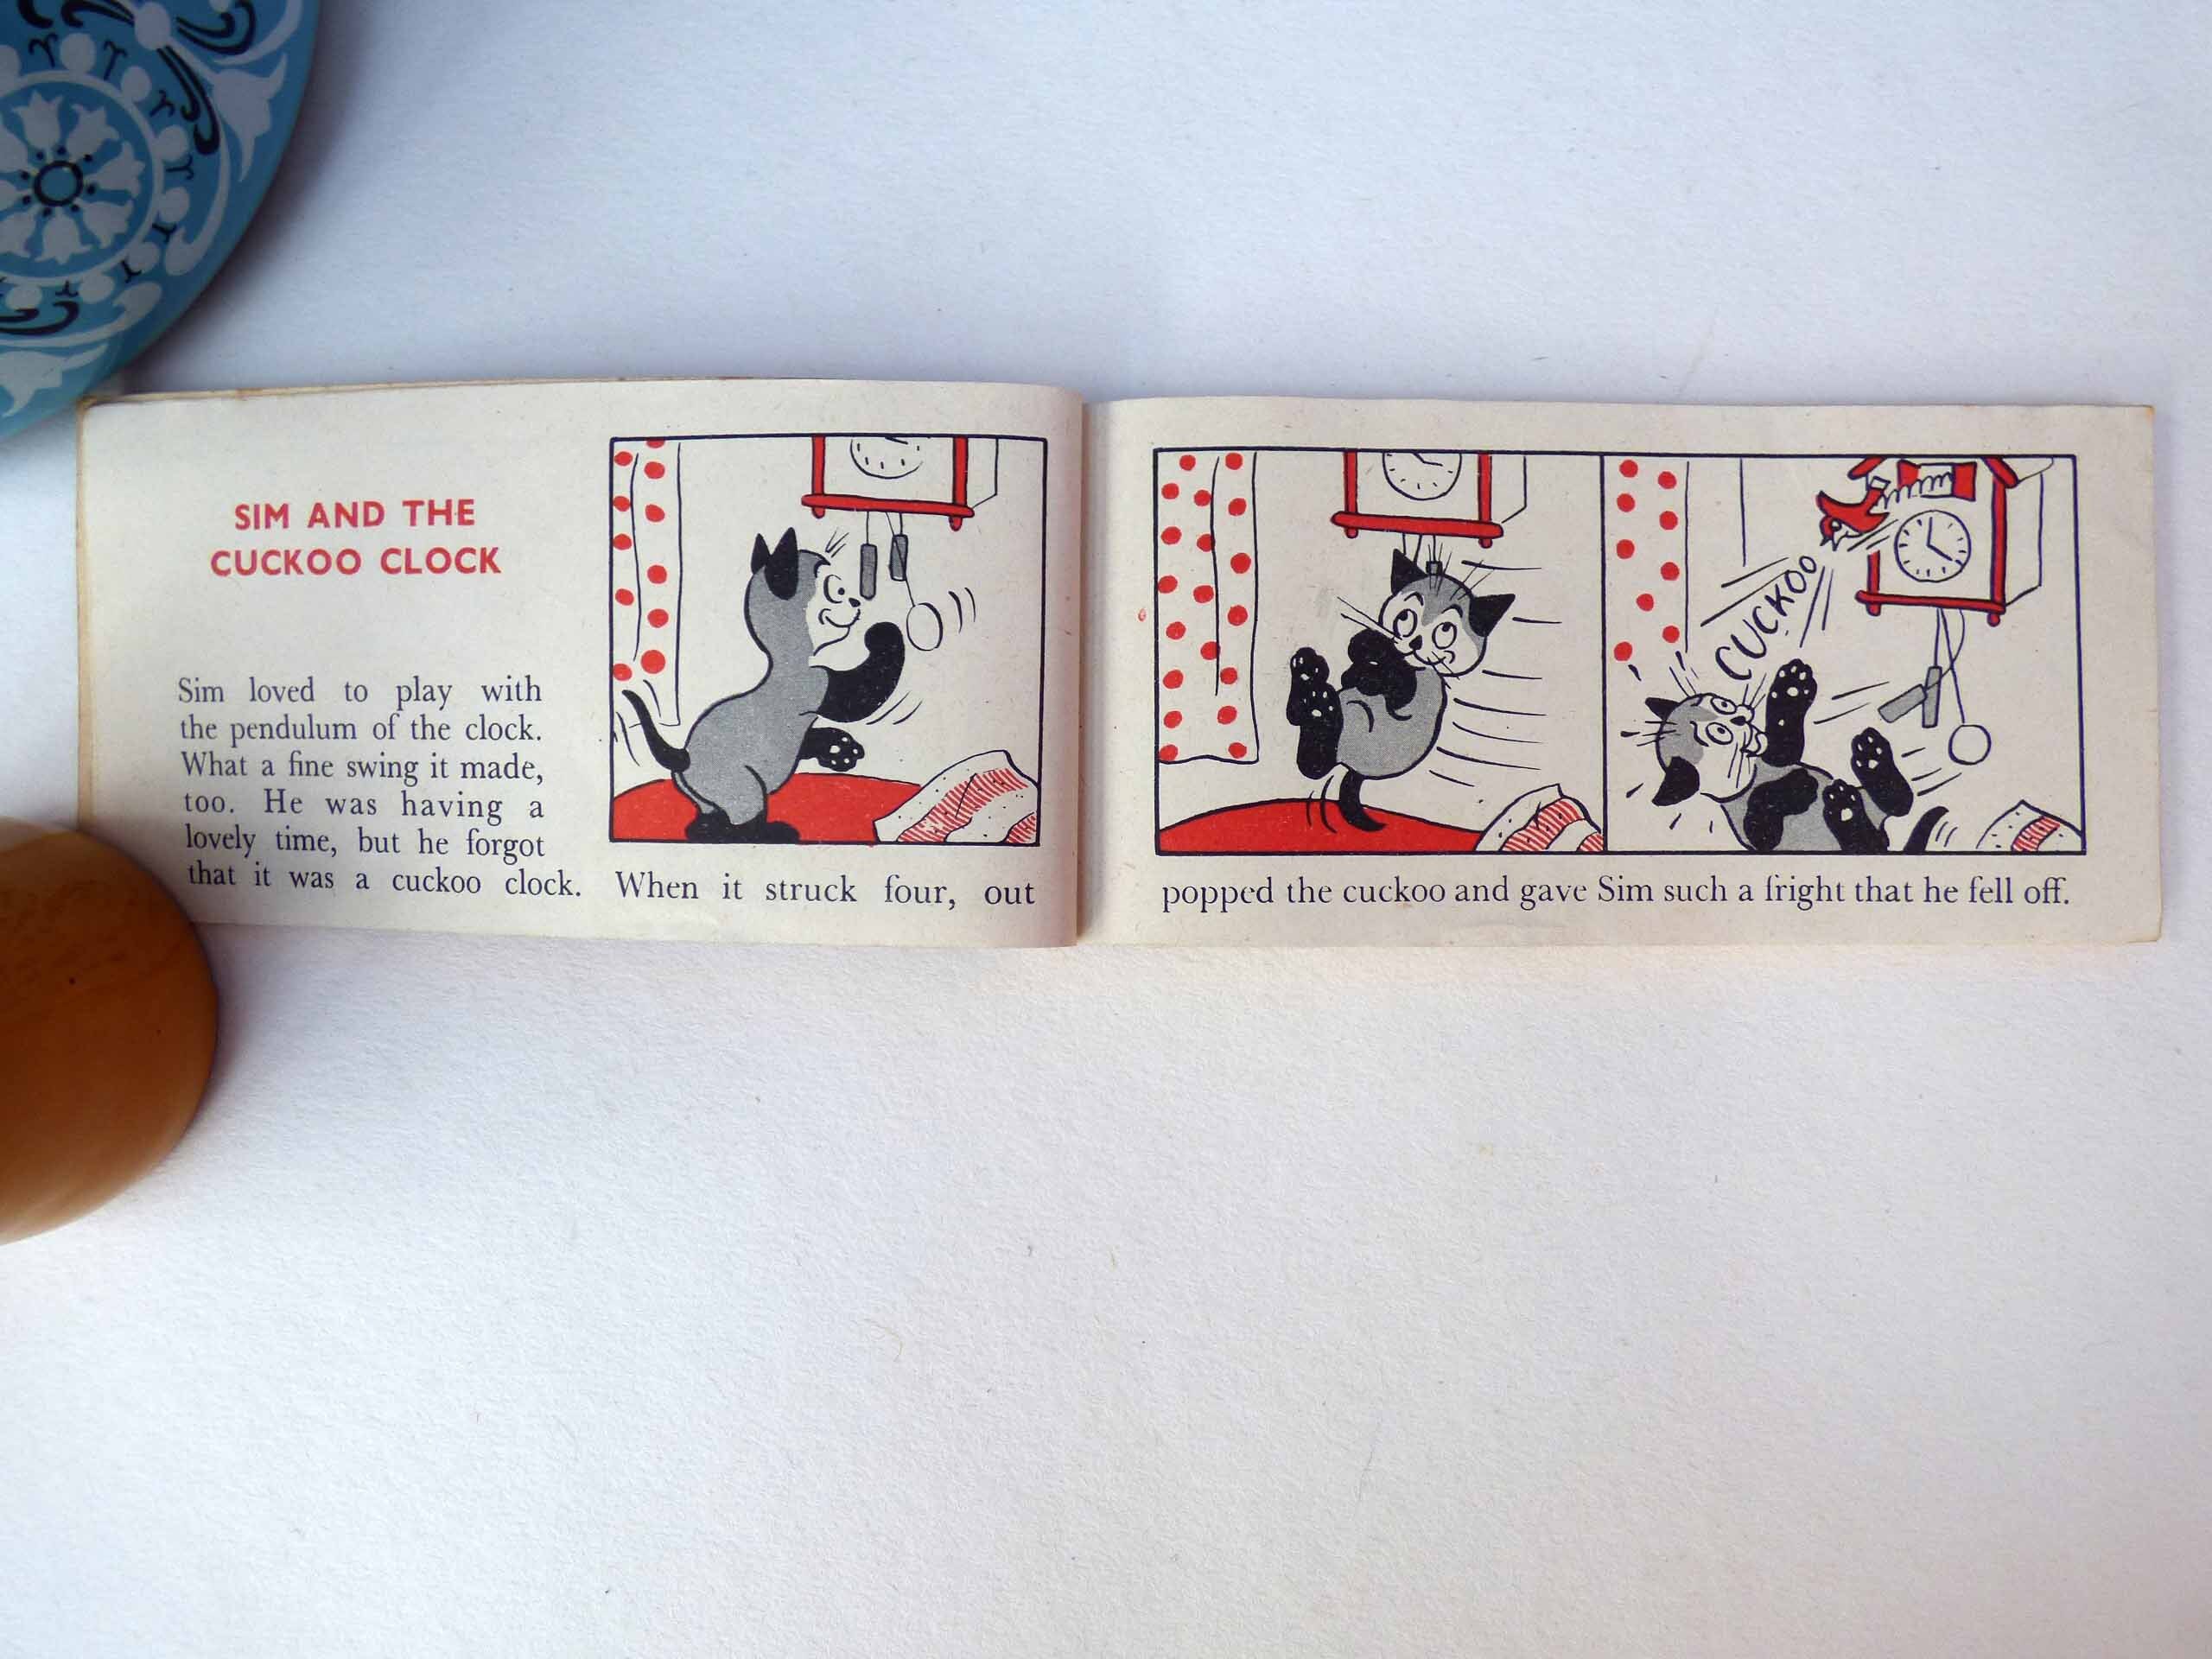 SIM AND THE
CUCKOO CLOCK
Sim loved to play with
the pendulum of the clock.
What a fine swing it made,
too. He was having a
lovely time, but he forgot
that it was a cuckoo clock. When it struck four, out
CUCKOO
popped the cuckoo and gave Sim such a fright that he fell off.